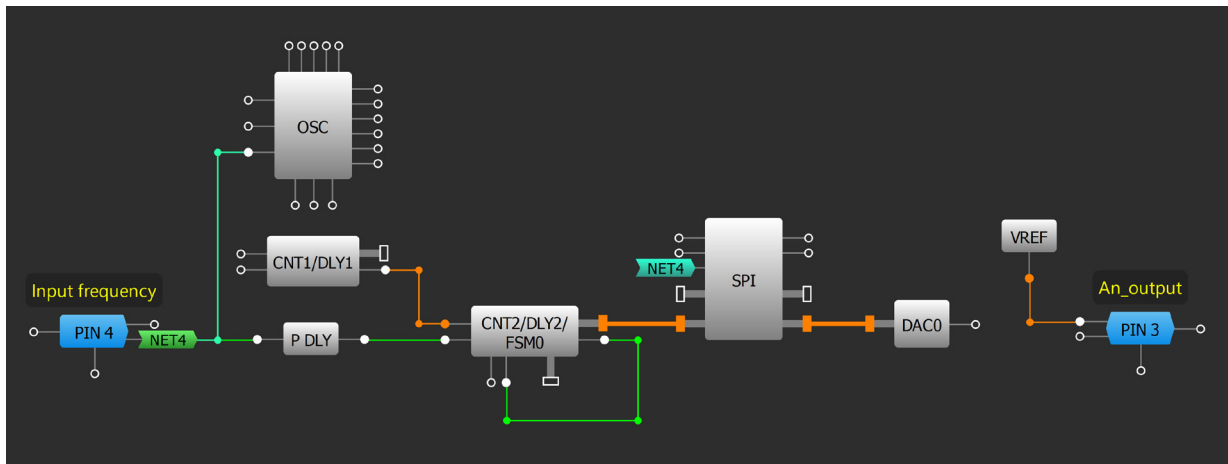 OSC
CNT1/DLY1
Input frequency
PIN 4
NET4
P DLY
CNT2/DLY2/
FSM0
NET4
SPI
DAC0
VREF
An_output
PIN 3